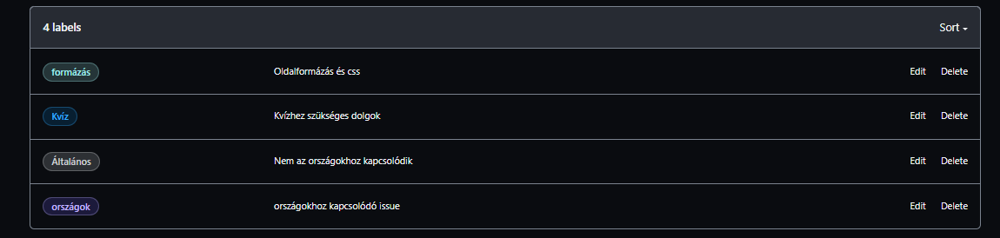 4 labels Sort
formázás Oldalformázás és css Edit Delete
Kvíz Kvízhez szükséges dolgok Edit Delete
Általános Nem az országokhoz kapcsolódik Edit Delete
országok országokhoz kapcsolódó issue Edit Delete